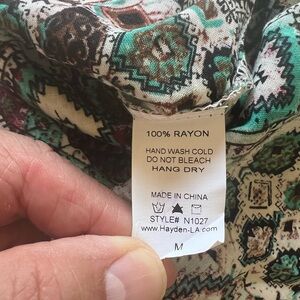 100% RAYON
HAND WASH COLD
DO NOT BLEACH
HANG DRY
MADE IN CHINA
STYLE# N1027
www.Hayden-LA.com
M